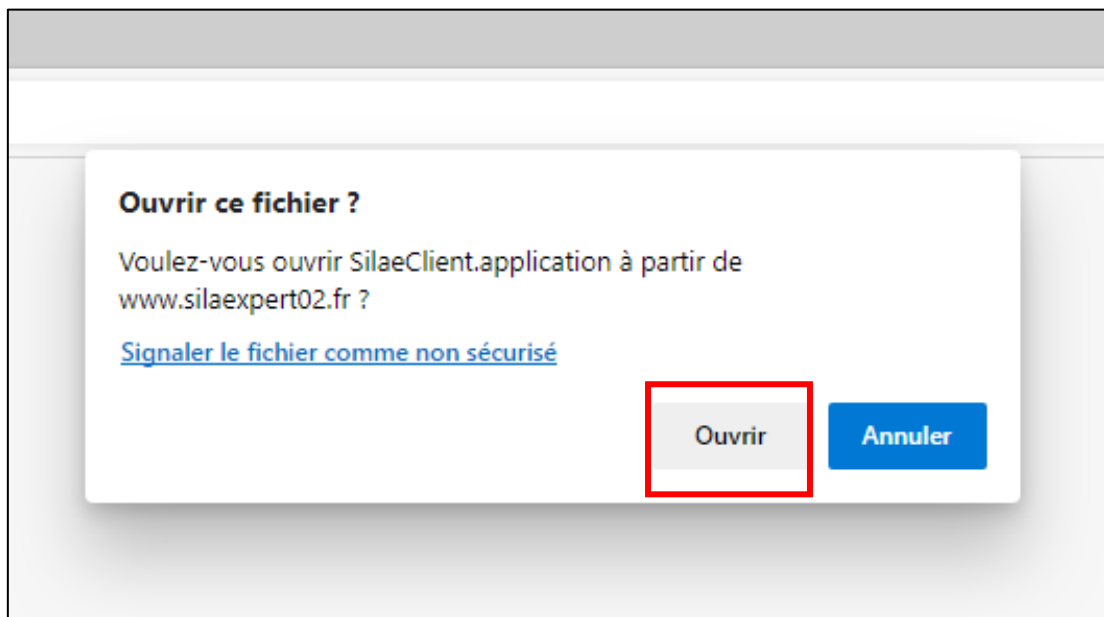 Ouvrir ce fichier ?
Voulez-vous ouvrir SilaeClient.application à partir de
www.silaexpert02.fr ?
Signaler le fichier comme non sécurisé
Ouvrir
Annuler